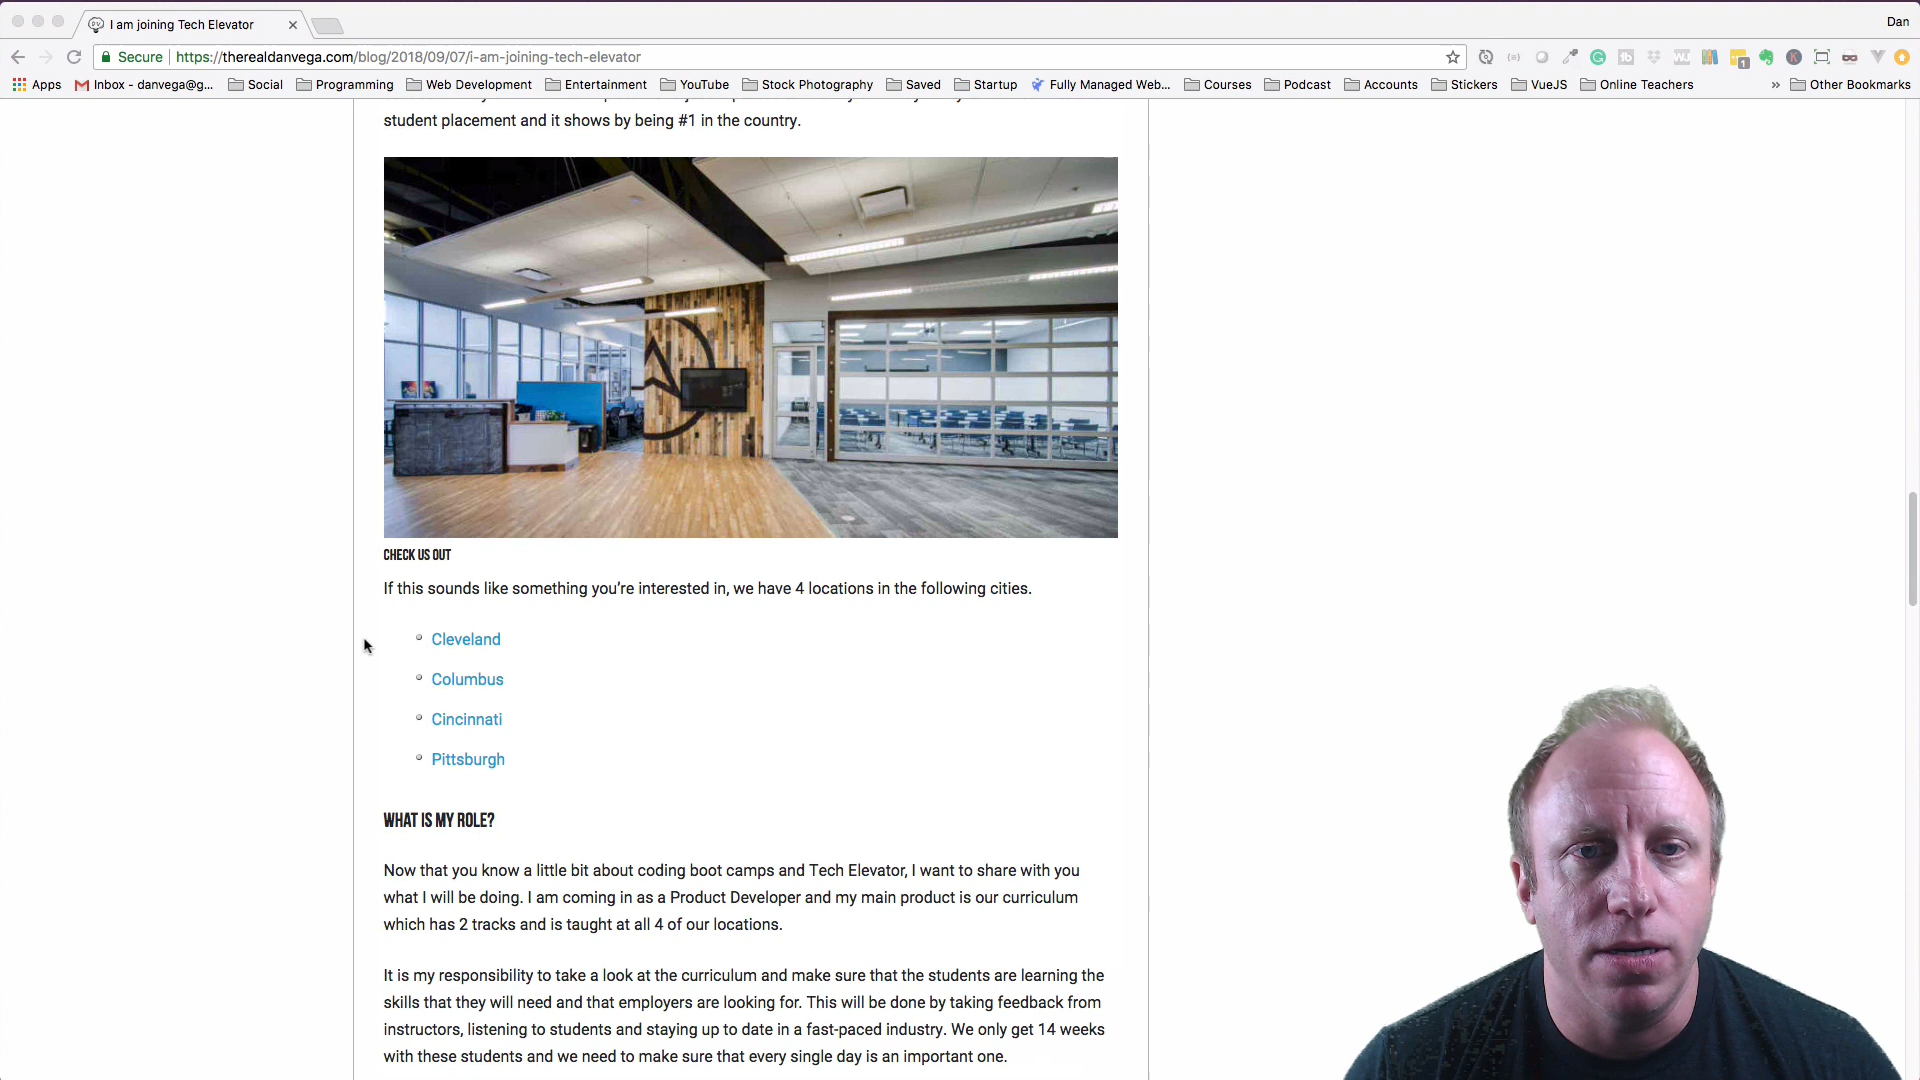 I am joining Tech Elevator
Dan
Secure
https://therealdanvega.com/blog/2018/09/07/i-am-joining-tech-elevator
Apps
Inbox - danvega@g...
Social
Programming
Web Development
Entertainment
YouTube
Stock Photography
Saved
Startup
Fully Managed Web...
Courses
Podcast
Accounts
Stickers
VueJS
Online Teachers
»
Other Bookmarks
student placement and it shows by being #1 in the country.
CHECK US OUT
If this sounds like something you’re interested in, we have 4 locations in the following cities.
Cleveland
Columbus
Cincinnati
Pittsburgh
WHAT IS MY ROLE?
Now that you know a little bit about coding boot camps and Tech Elevator, I want to share with you
what I will be doing. I am coming in as a Product Developer and my main product is our curriculum
which has 2 tracks and is taught at all 4 of our locations.
It is my responsibility to take a look at the curriculum and make sure that the students are learning the
skills that they will need and that employers are looking for. This will be done by taking feedback from
instructors, listening to students and staying up to date in a fast-paced industry. We only get 14 weeks
with these students and we need to make sure that every single day is an important one.